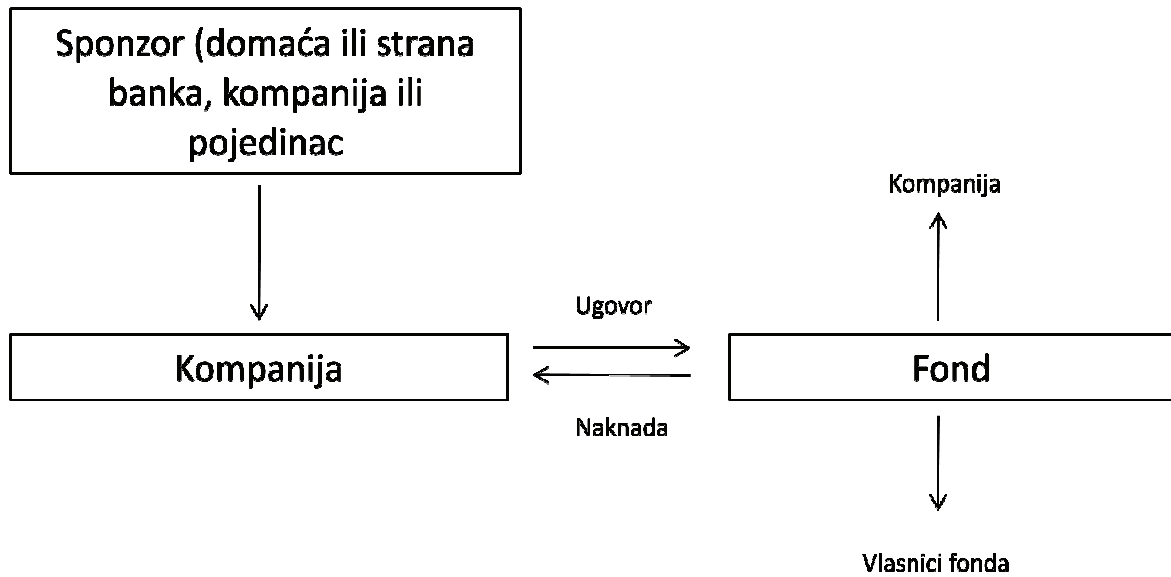 Sponzor (domaća ili strana
banka, kompanija ili
pojedinac
Kompanija
Ugovor
Kompanija
Fond
Naknada
Vlasnici fonda